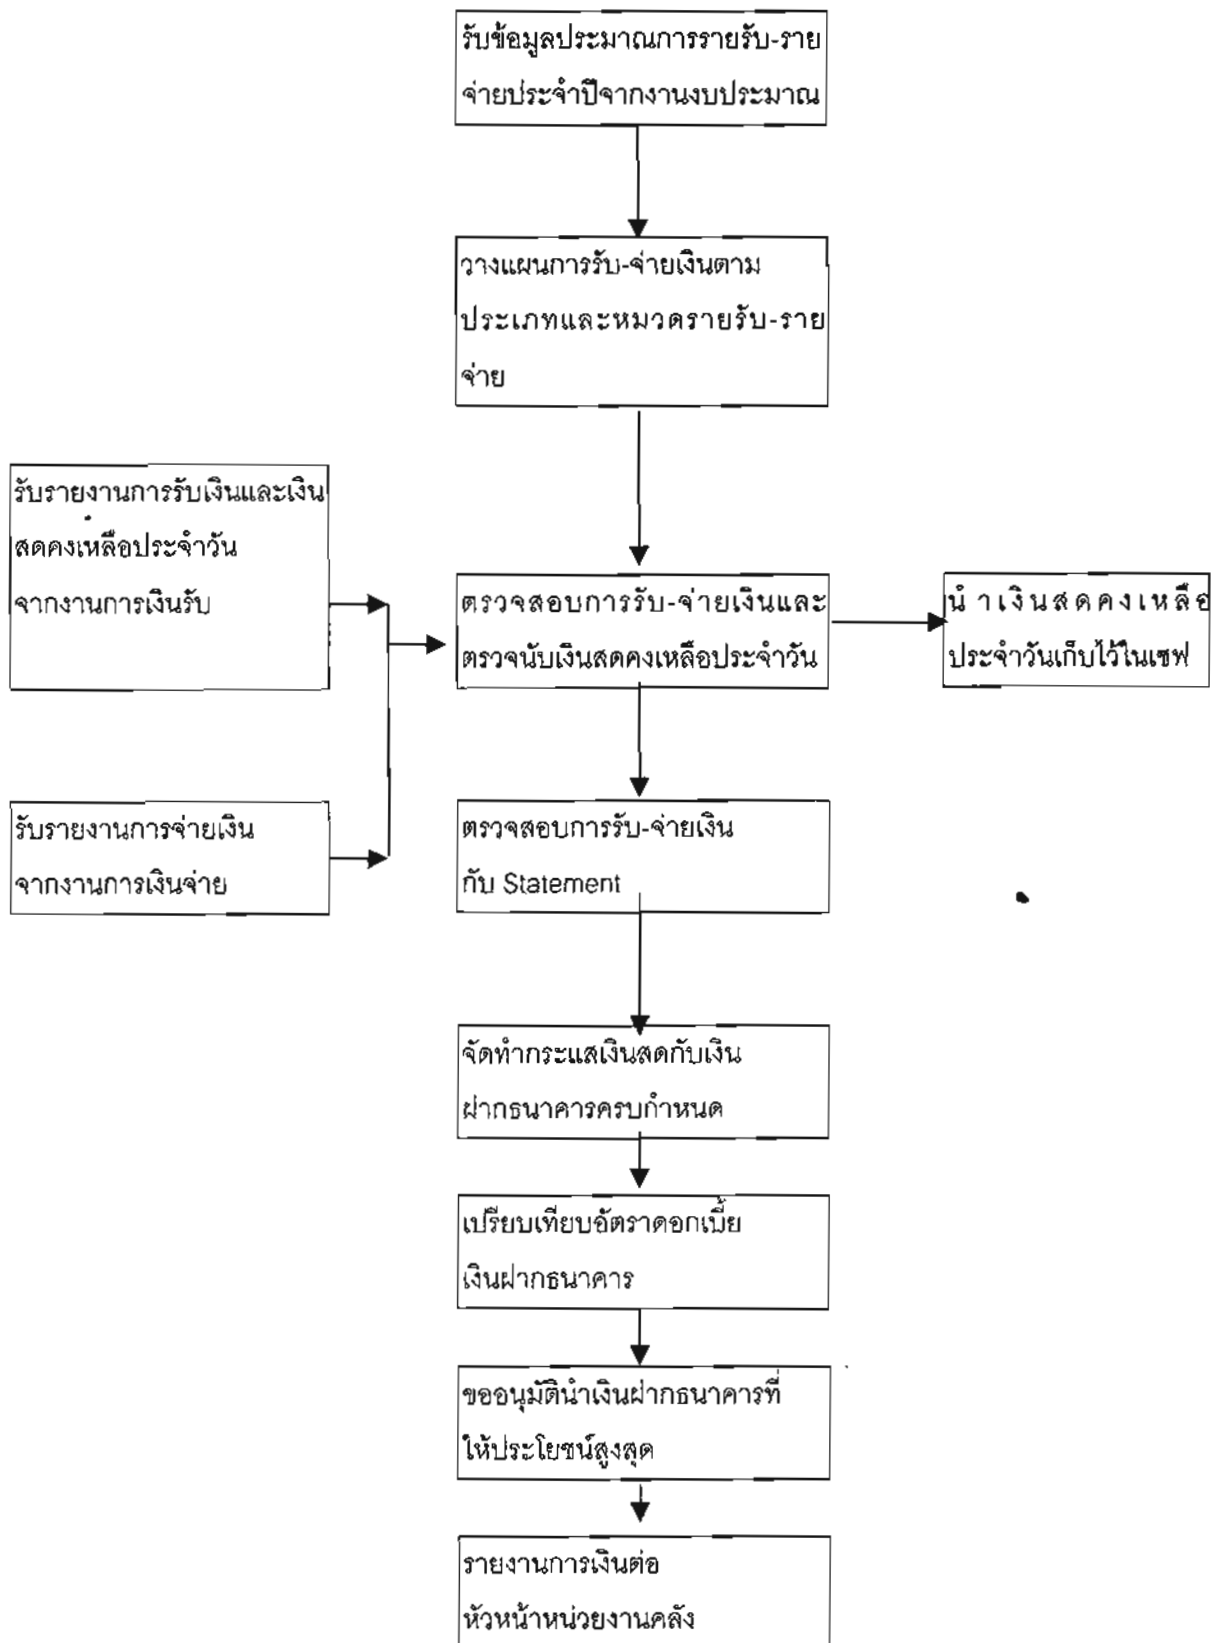 รับข้อมูลประมาณการรายรับ-ราย
จ่ายประจำปีจากงานงบประมาณ
วางแผนการรับ-จ่ายเงินตาม
ประเภทและหมวดรายรับ-ราย
จ่าย
รับรายงานการรับเงินและเงิน
สดคงเหลือประจำวัน
จากงานการเงินรับ
ตรวจสอบการรับ-จ่ายเงินและ
ตรวจนับเงินสดคงเหลือประจำวัน
นำเงินสดคงเหลือ
ประจำวันเก็บไว้ในเซฟ
รับรายงานการจ่ายเงิน
จากงานการเงินจ่าย
ตรวจสอบการรับ-จ่ายเงิน
กับ Statement
จัดทำกระแสเงินสดกับเงิน
ฝากธนาคารครบกำหนด
เปรียบเทียบอัตราดอกเบี้ย
เงินฝากธนาคาร
ขออนุมัตินำเงินฝากธนาคารที่
ให้ประโยชน์สูงสุด
รายงานการเงินต่อ
หัวหน้าหน่วยงานคลัง